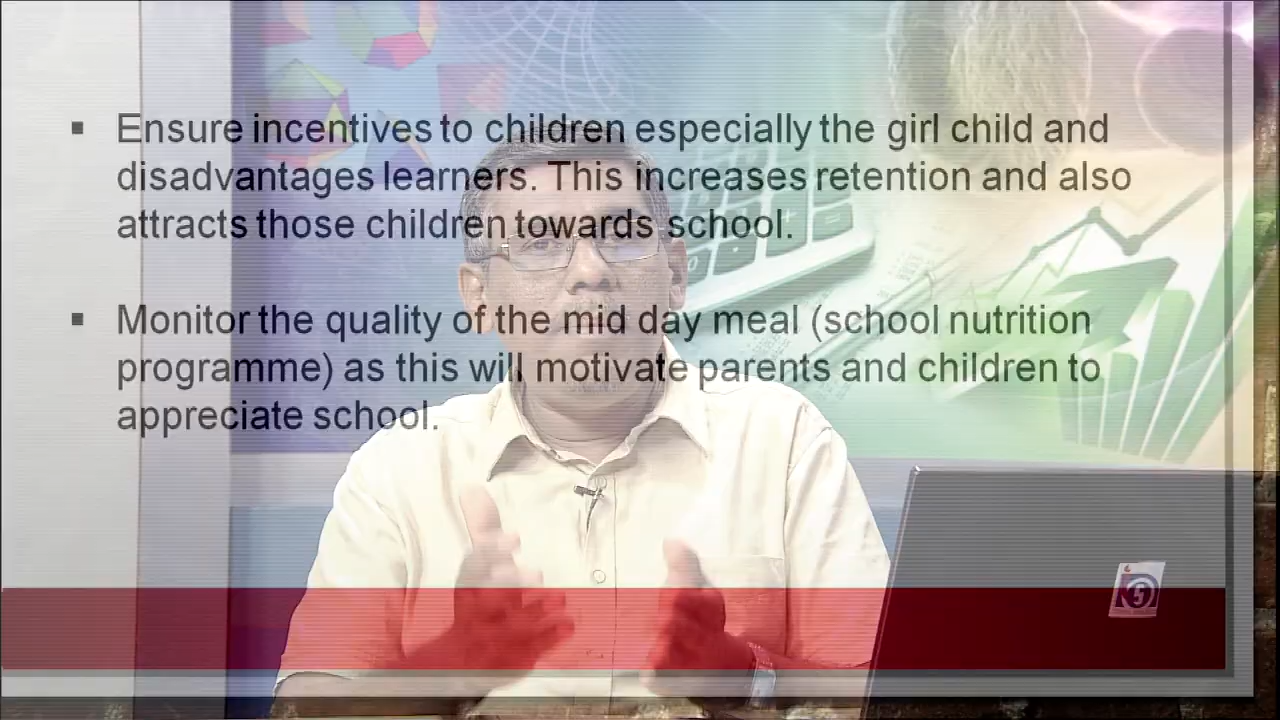 ▪ Ensure incentives to children especially the girl child and
disadvantages learners. This increases retention and also
attracts those children towards school.
▪ Monitor the quality of the mid day meal (school nutrition
programme) as this will motivate parents and children to
appreciate school.